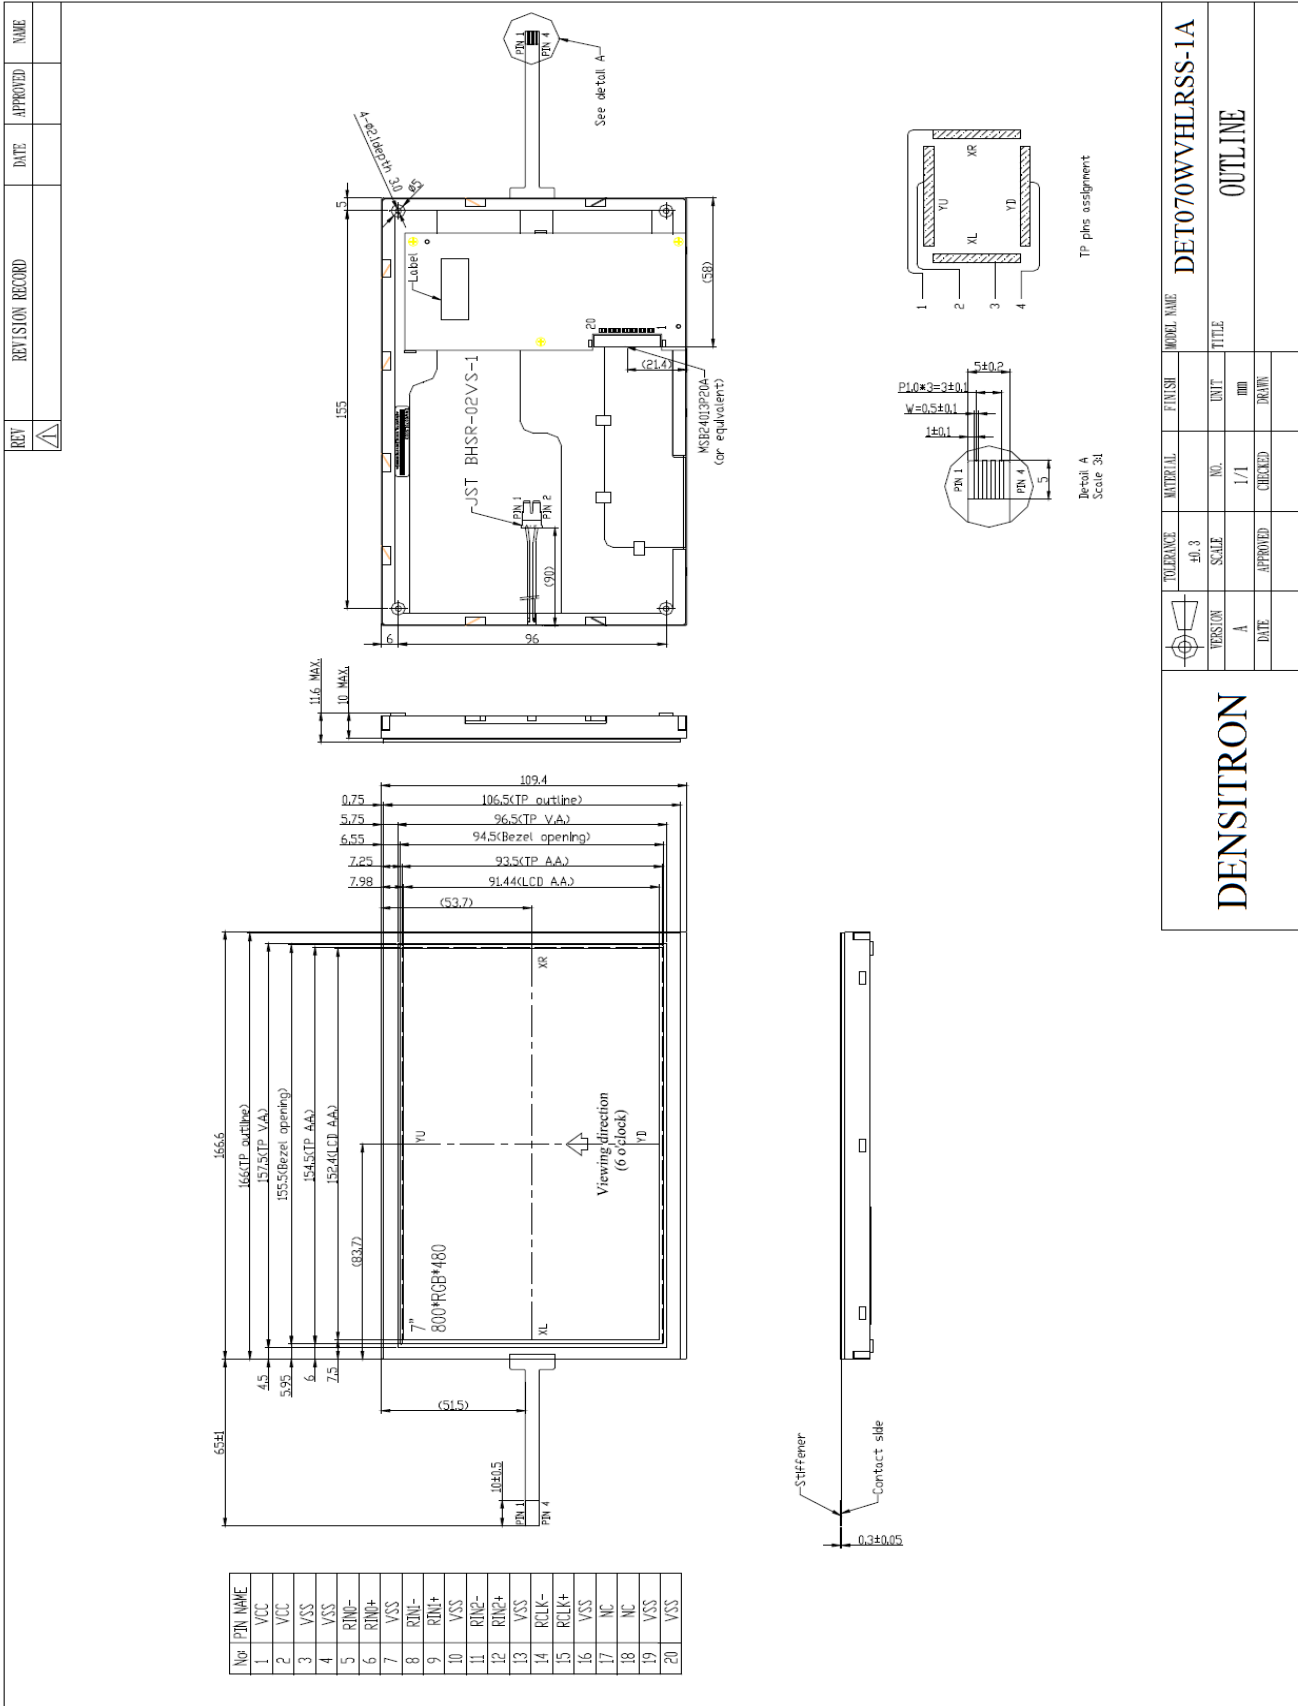 No:
PIN NAME
1 VCC
2 VCC
3 VSS
4 VSS
5 RIN0-
6 RIN0+
7 VSS
8 RIN1-
9 RIN1+
10 VSS
11 RIN2-
12 RIN2+
13 VSS
14 RCLK-
15 RCLK+
16 VSS
17 NC
18 NC
19 VSS
20 VSS
65±1
166.6
166(TP outline)
157.5(TP V.A.)
155.5(Bezel opening)
154.5(TP A.A.)
152.4(LCD A.A.)
4.5
5.95
6
7.5
(83.7)
10±0.5
PIN 1
PIN 4
(51.5)
7"
800*RGB*480
XL
XR
YU
YD
Viewing direction
(6 o'clock)
109.4
0.75
106.5(TP outline)
5.75
96.5(TP V.A.)
6.55
94.5(Bezel opening)
7.25
93.5(TP A.A.)
7.98
91.44(LCD A.A.)
(53.7)
Stiffener
Contact side
0.3±0.05
11.6 MAX.
10 MAX.
6
96
155
5
4-ø2.1depth 3.0
ø5
Label
JST BHSR-02VS-1
PIN 1
PIN 2
(90)
20
1
(21.4)
(58)
MSB24013P20A
(or equivalent)
PIN 1
PIN 4
See detail A
P1.0*3=3±0.1
W=0.5±0.1
1±0.1
5±0.2
PIN 1
PIN 4
5
Detail A
Scale 3:1
1
2
3
4
YU
XR
XL
YD
TP pins assignment
REV
REVISION RECORD
DATE
APPROVED
NAME
1
DENSITRON
TOLERANCE
±0.3
MATERIAL
FINISH
MODEL NAME
DET070WVHLRSS-1A
VERSION
A
SCALE
NO.
1/1
UNIT
mm
TITLE
OUTLINE
DATE
APPROVED
CHECKED
DRAWN